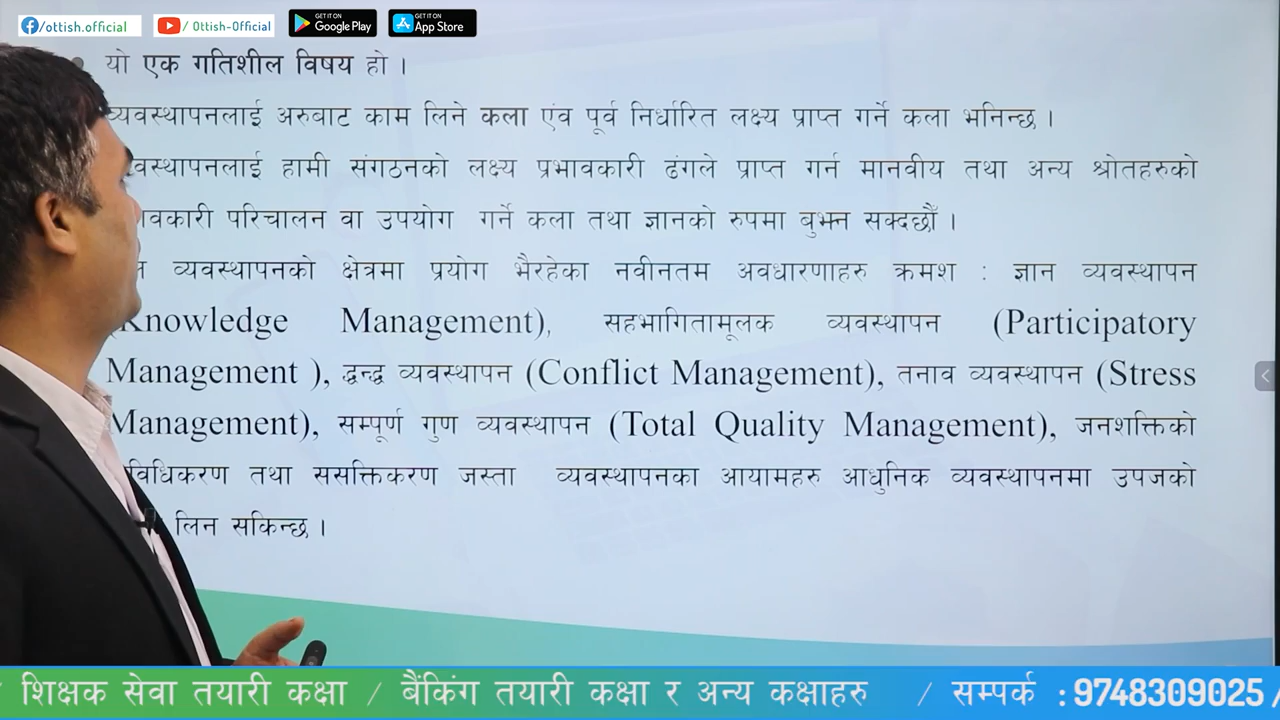 /ottish.official
/ Ottish-Official
GET IT ON
Google Play
GET IT ON
App Store
यो एक गतिशील विषय हो ।
व्यवस्थापनलाई अरुबाट काम लिने कला एंव पूर्व निर्धारित लक्ष्य प्राप्त गर्ने कला भनिन्छ ।
वस्थापनलाई हामी संगठनको लक्ष्य प्रभावकारी ढंगले प्राप्त गर्न मानवीय तथा अन्य श्रोतहरुको
वकारी परिचालन वा उपयोग गर्ने कला तथा ज्ञानको रुपमा बुझ्न सक्दछौँ ।
व्यवस्थापनको क्षेत्रमा प्रयोग भैरहेका नवीनतम अवधारणाहरु क्रमश : ज्ञान व्यवस्थापन
(Knowledge Management), सहभागितामूलक व्यवस्थापन (Participatory
Management ), द्धन्द्ध व्यवस्थापन (Conflict Management), तनाव व्यवस्थापन (Stress
Management), सम्पूर्ण गुण व्यवस्थापन (Total Quality Management), जनशक्तिको
विधिकरण तथा ससक्तिकरण जस्ता व्यवस्थापनका आयामहरु आधुनिक व्यवस्थापनमा उपजको
लिन सकिन्छ ।
/ शिक्षक सेवा तयारी कक्षा / बैंकिंग तयारी कक्षा र अन्य कक्षाहरु / सम्पर्क : 9748309025 /